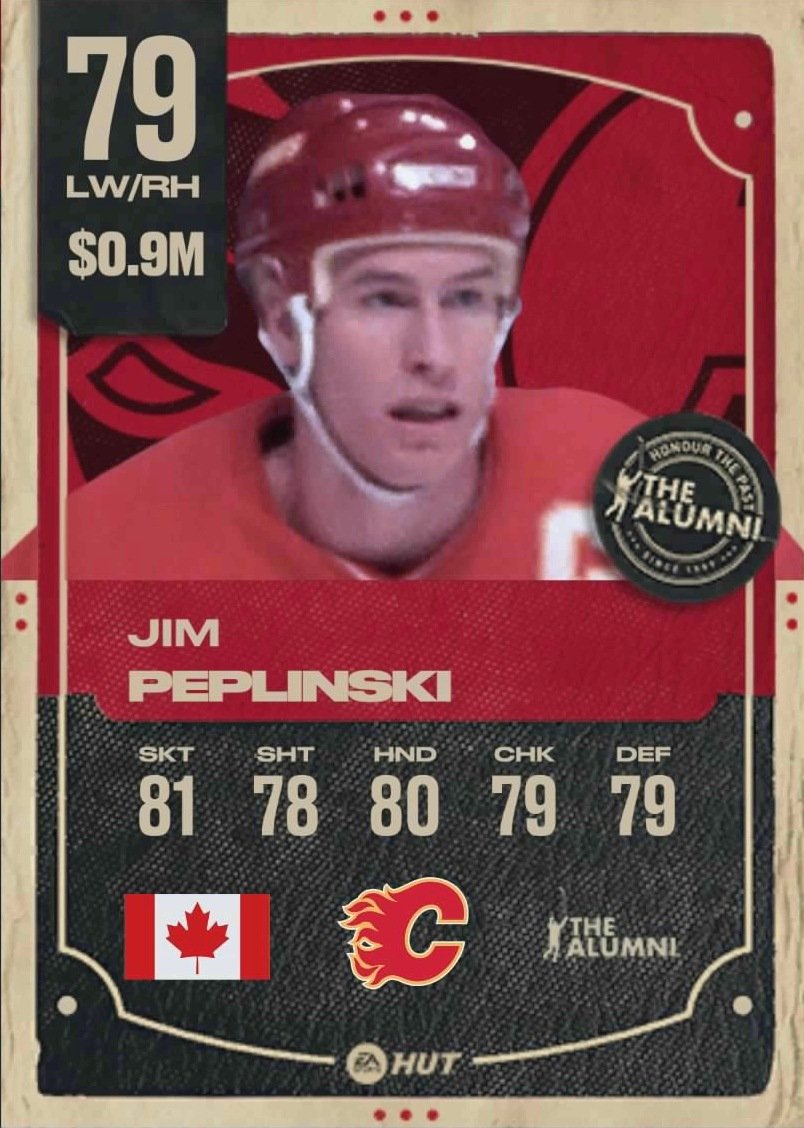 79
LW/RH
$0.9M
HONOUR THE PAST
THE
ALUMNI
JIM
PEPLINSKI
SKT SHT HND CHK DEF
81 78 80 79 79
C
THE
ALUMNI
EA HUT